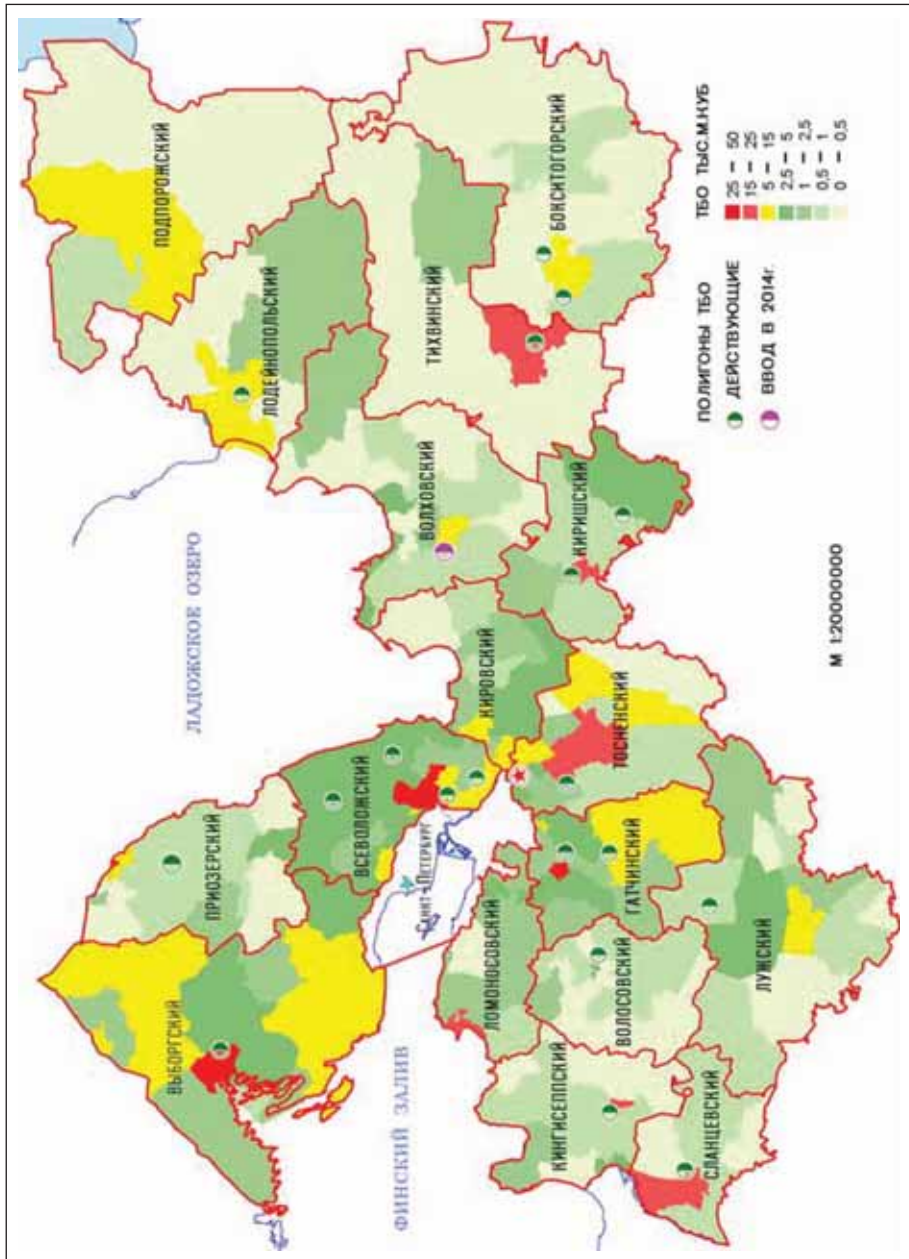 ПОДПОРОЖСКИЙ
ЛОДЕЙНОПОЛЬСКИЙ
ТИХВИНСКИЙ
БОКСИТОГОРСКИЙ
ВОЛХОВСКИЙ
КИРИШСКИЙ
КИРОВСКИЙ
ЛАДОЖСКОЕ ОЗЕРО
ПРИОЗЕРСКИЙ
ВСЕВОЛОЖСКИЙ
ВЫБОРГСКИЙ
САНКТ-ПЕТЕРБУРГ
ФИНСКИЙ ЗАЛИВ
ТОСНЕНСКИЙ
ГАТЧИНСКИЙ
ЛОМОНОСОВСКИЙ
ВОЛОСОВСКИЙ
КИНГИСЕППСКИЙ
СЛАНЦЕВСКИЙ
ЛУЖСКИЙ
ПОЛИГОНЫ ТБО
ДЕЙСТВУЮЩИЕ
ВВОД В 2014г.
ТБО ТЫС.М.КУБ
25 — 50
15 — 25
5 — 15
2,5 — 5
1 — 2,5
0,5 — 1
0 — 0,5
М 1:20000000